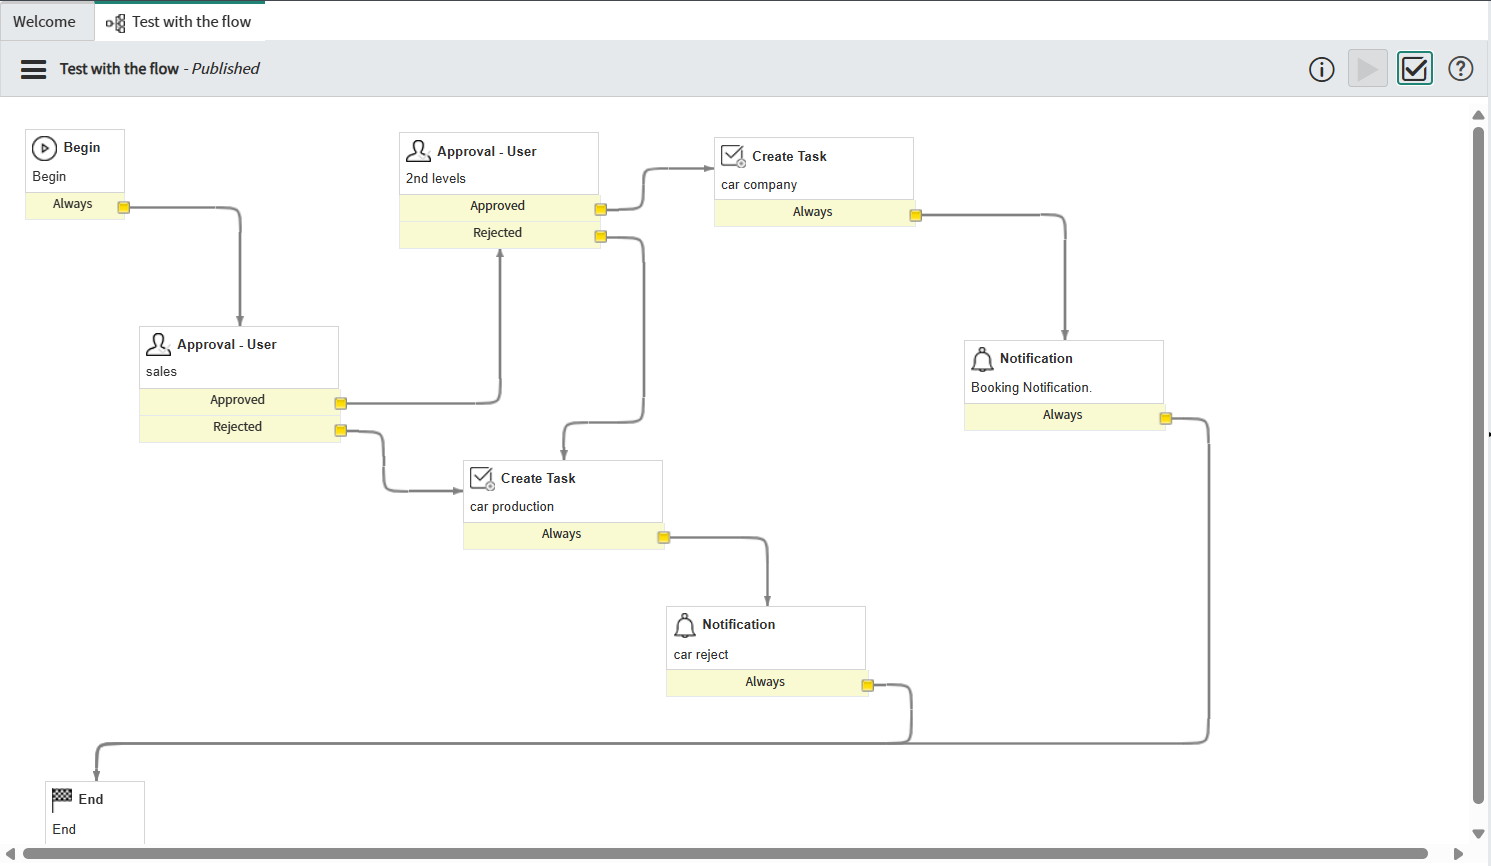 Welcome
Test with the flow
Test with the flow - Published
Begin
Begin
Always
Approval - User
2nd levels
Approved
Rejected
Create Task
car company
Always
Approval - User
sales
Approved
Rejected
Notification
Booking Notification.
Always
Create Task
car production
Always
Notification
car reject
Always
End
End